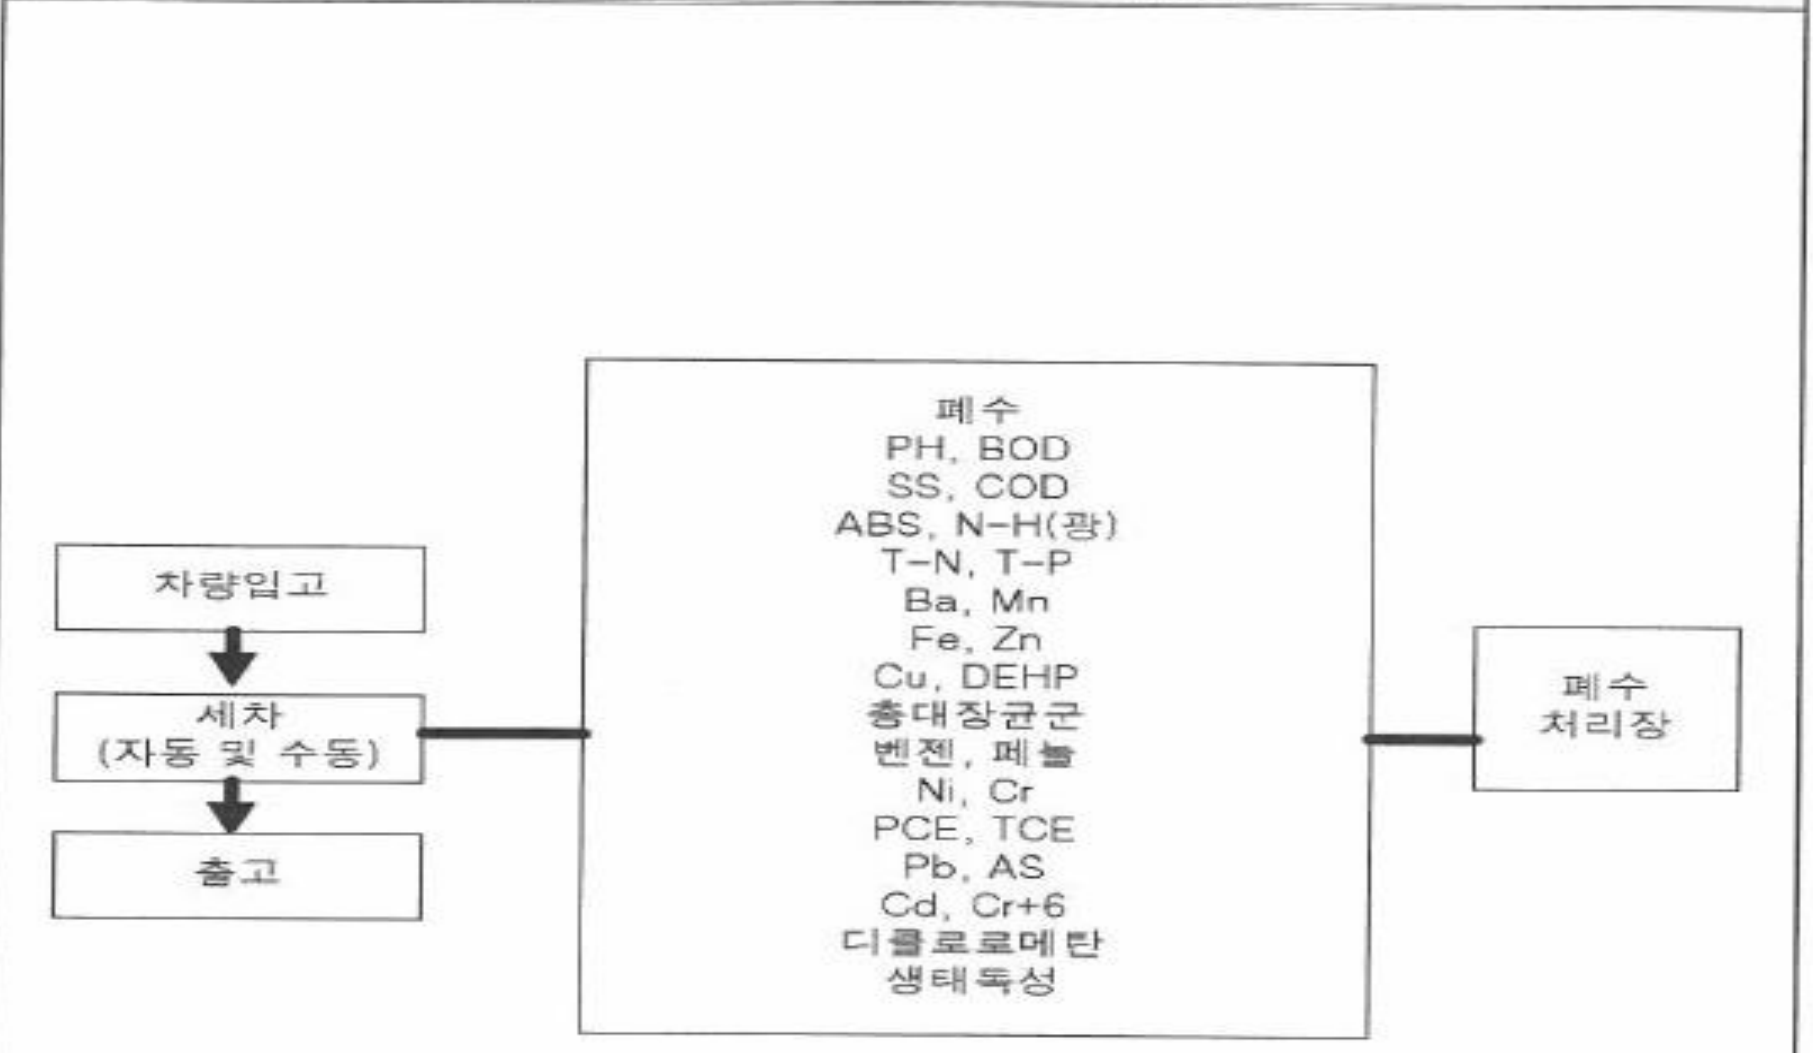 차량입고
세차
(자동 및 수동)
출고
폐수
PH, BOD
SS, COD
ABS, N-H(광)
T-N, T-P
Ba, Mn
Fe, Zn
Cu, DEHP
총대장균군
벤젠, 페놀
Ni, Cr
PCE, TCE
Pb, AS
Cd, Cr+6
디클로로메탄
생태독성
폐수
처리장